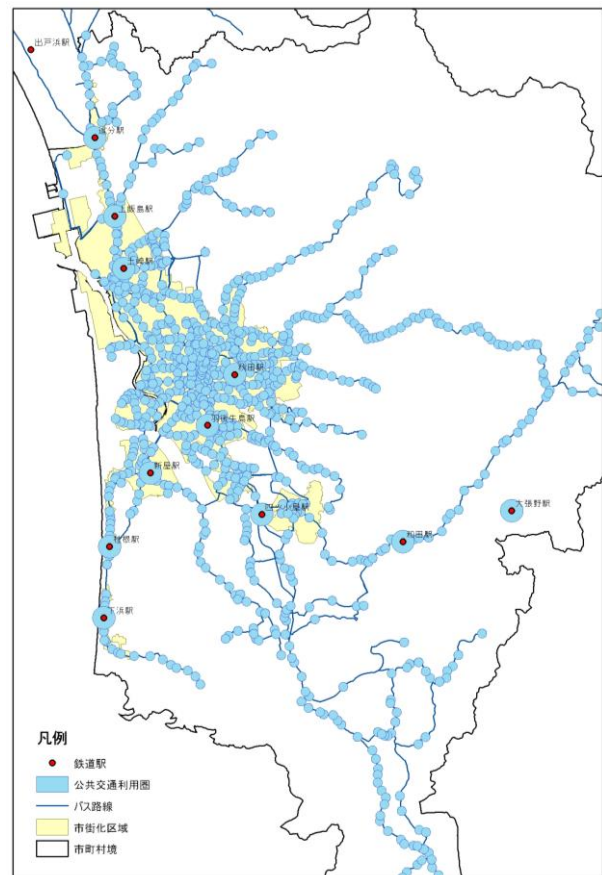 出戸浜駅
追分駅
上飯島駅
土崎駅
秋田駅
羽後牛島駅
新屋駅
四ツ小屋駅
大張野駅
和田駅
桂根駅
下浜駅
凡例
鉄道駅
公共交通利用圏
バス路線
市街化区域
市町村境